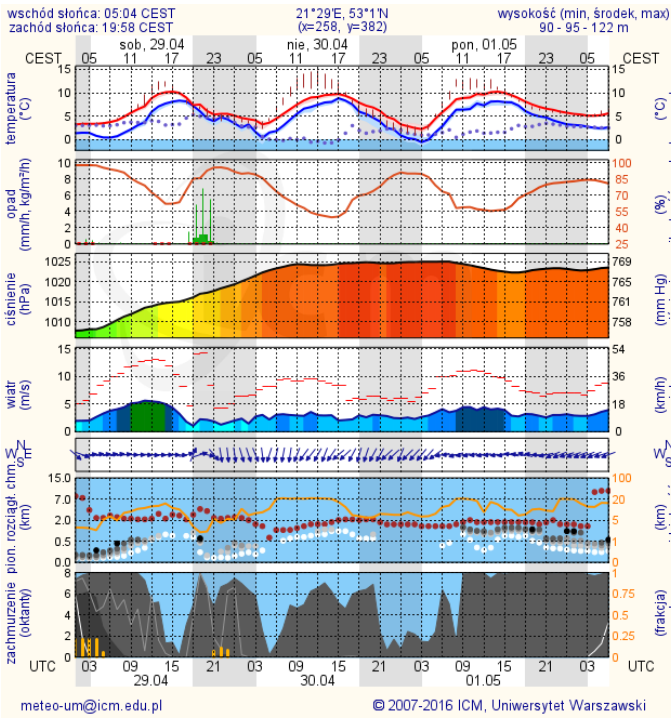 wschód słońca: 05:04 CEST 21°29'E, 53°1'N wysokość (min, środek, max)
zachód słońca: 19:58 CEST (x=258, y=382) 90 - 95 - 122 m
sob, 29.04 nie, 30.04 pon, 01.05
CEST 05 11 17 23 05 11 17 23 05 11 17 23 05 CEST
temperatura (°C)
15 10 5 0
15 10 5 0
(°C)
opad (mm/h, kg/m²/h)
10 8 6 4 2 0
100 85 70 55 40 25
(%)
ciśnienie (hPa)
1025 1020 1015 1010
769 765 761 758
(mm Hg)
wiatr (m/s)
15 10 5 0
54 36 18 0
(km/h)
N W E S
N W S
pion. rozciągł. chm. (km)
15.0 7.0 2.0 0.5 0.0
100 20 5 1 0
(km)
zachmurzenie (oktanty)
8 6 4 2 0
1 0.75 0.5 0.25 0
(frakcja)
UTC 03 09 15 21 03 09 15 21 03 09 15 21 03 UTC
29.04 30.04 01.05
meteo-um@icm.edu.pl © 2007-2016 ICM, Uniwersytet Warszawski